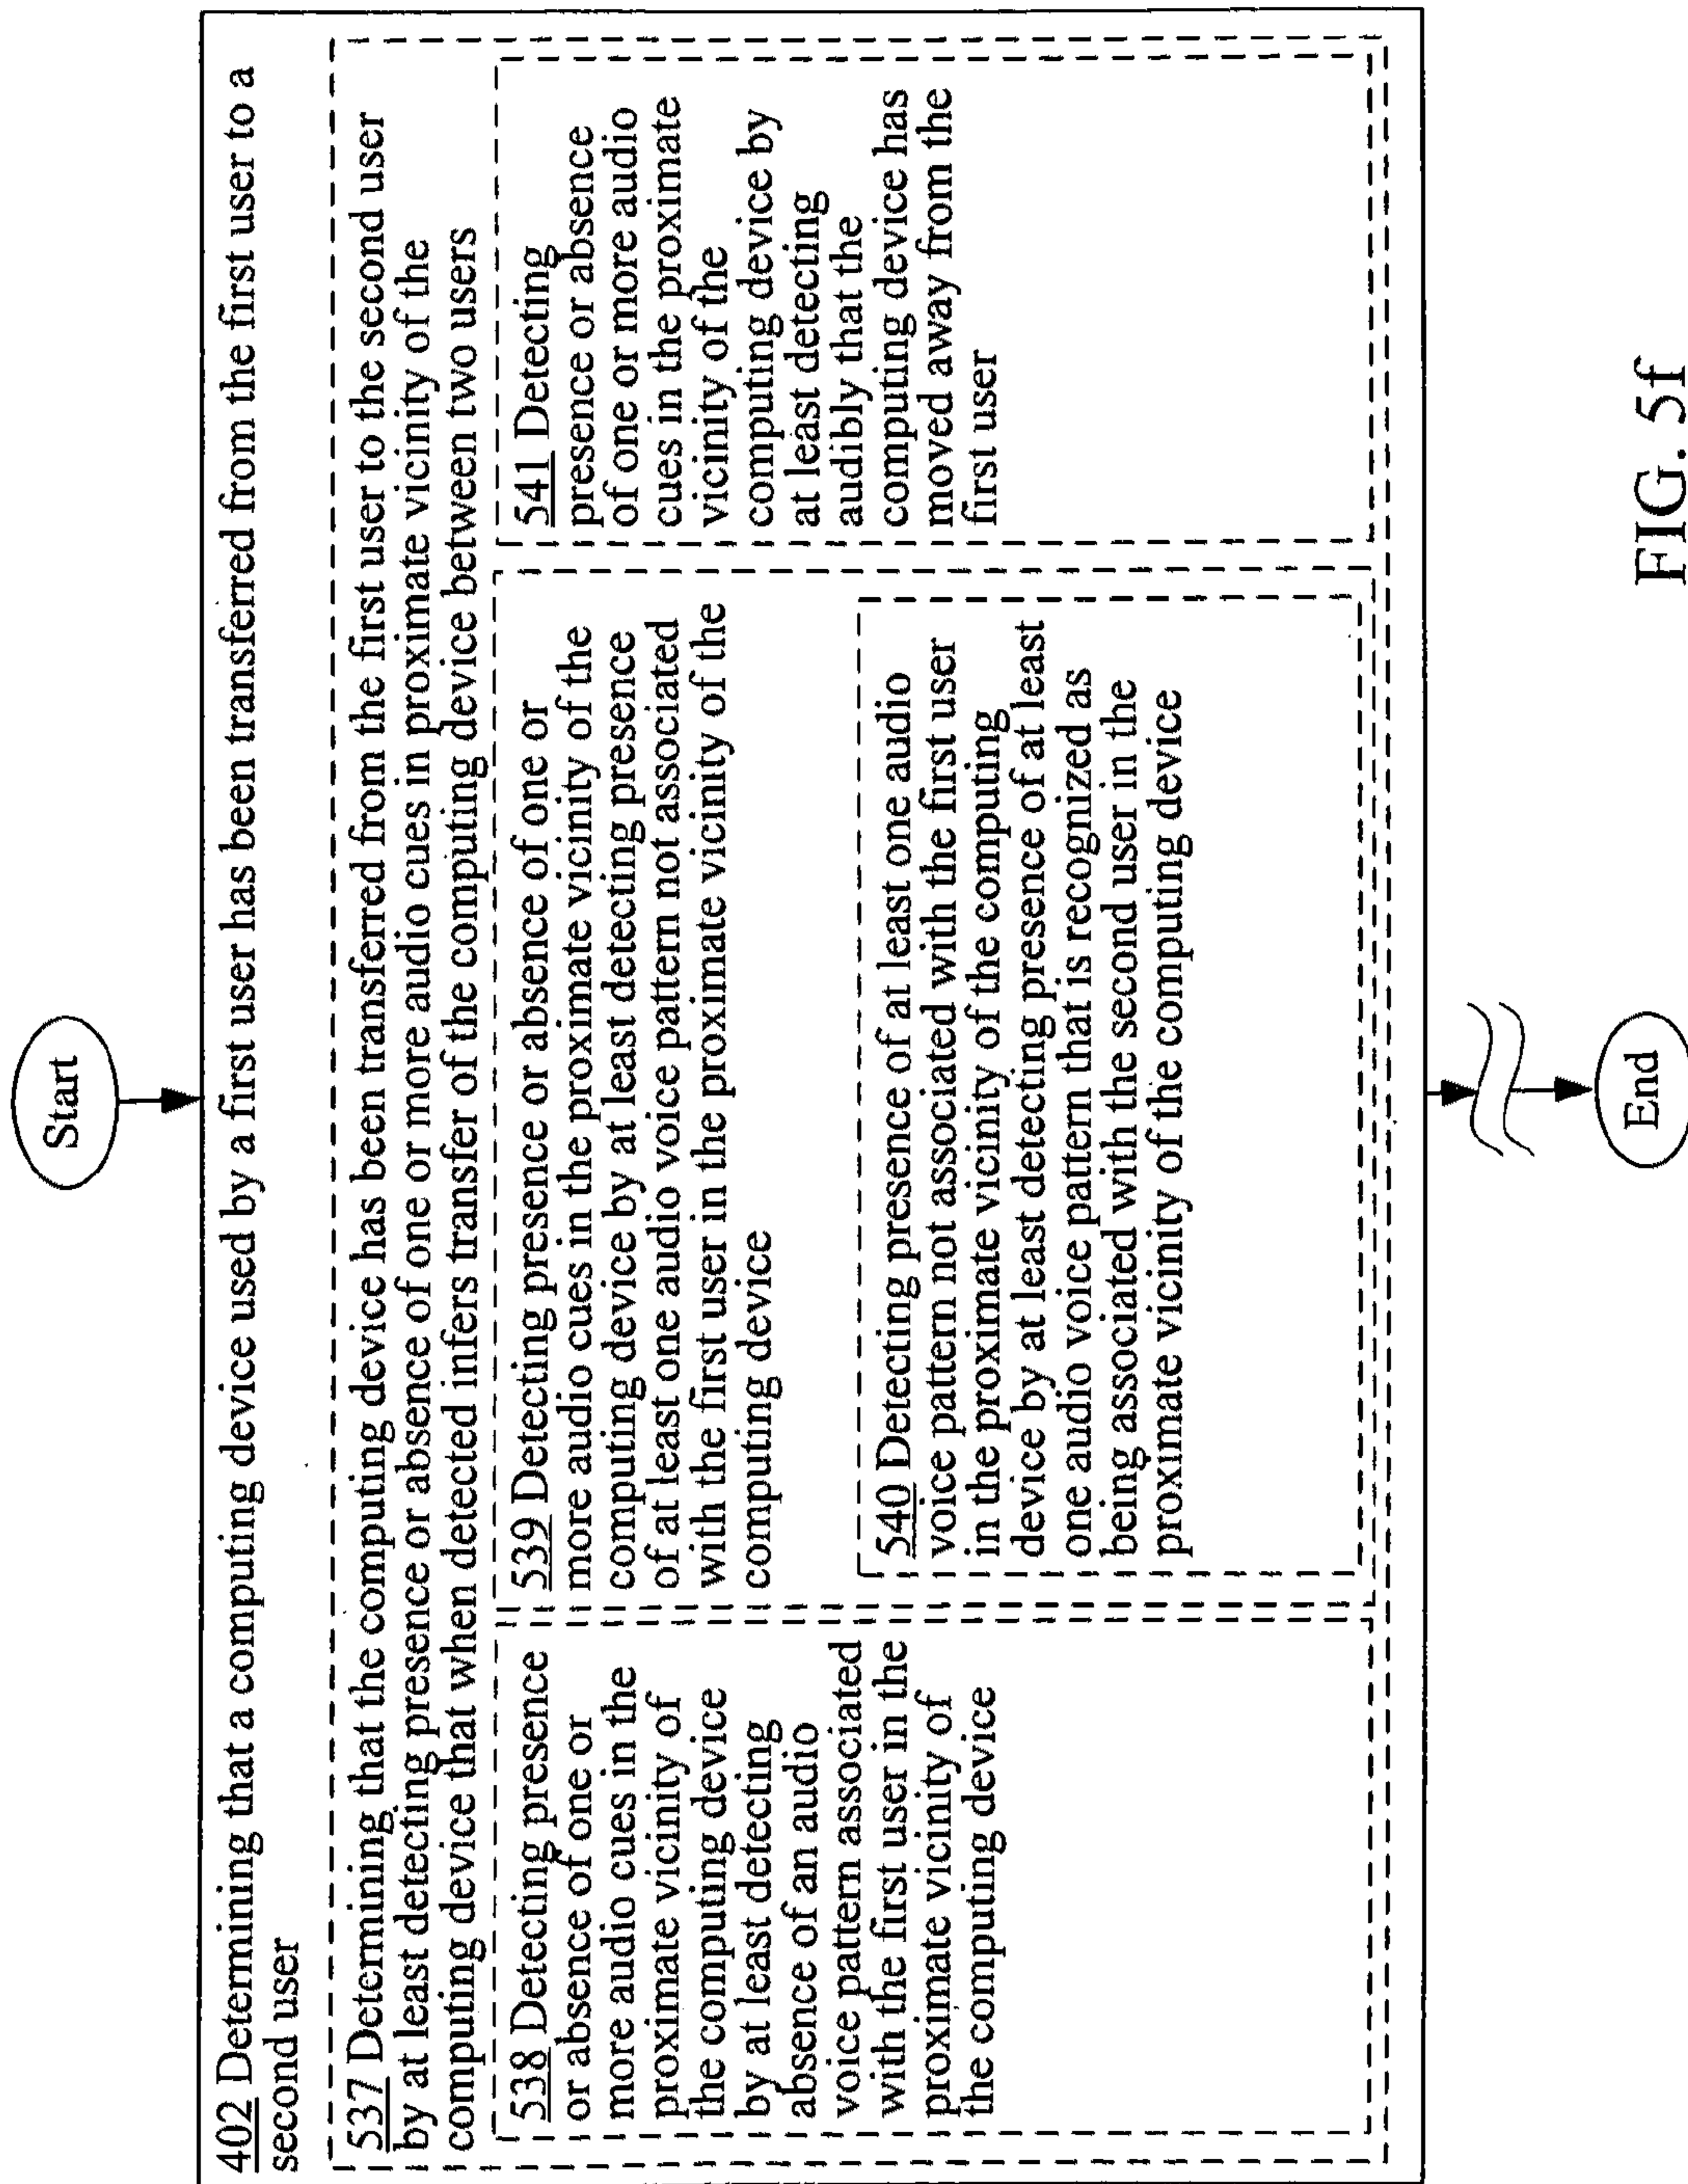 Start
402 Determining that a computing device used by a first user has been transferred from the first user to a
second user
537 Determining that the computing device has been transferred from the first user to the second user
by at least detecting presence or absence of one or more audio cues in proximate vicinity of the
computing device that when detected infers transfer of the computing device between two users
538 Detecting presence
or absence of one or
more audio cues in the
proximate vicinity of
the computing device
by at least detecting
absence of an audio
voice pattern associated
with the first user in the
proximate vicinity of
the computing device
539 Detecting presence or absence of one or
more audio cues in the proximate vicinity of the
computing device by at least detecting presence
of at least one audio voice pattern not associated
with the first user in the proximate vicinity of the
computing device
540 Detecting presence of at least one audio
voice pattern not associated with the first user
in the proximate vicinity of the computing
device by at least detecting presence of at least
one audio voice pattern that is recognized as
being associated with the second user in the
proximate vicinity of the computing device
541 Detecting
presence or absence
of one or more audio
cues in the proximate
vicinity of the
computing device by
at least detecting
audibly that the
computing device has
moved away from the
first user
End
FIG. 5f